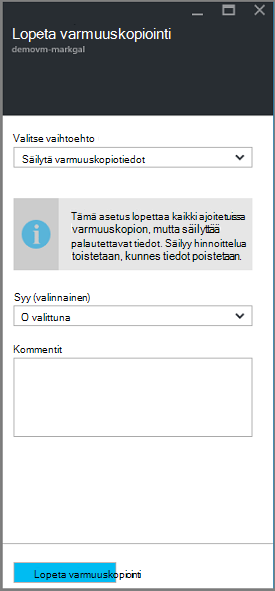 Lopeta varmuuskopiointi
demovm-markgal
Valitse vaihtoehto
Säilytä varmuuskopiotiedot
Tämä asetus lopettaa kaikki ajoitetuissa
varmuuskopion, mutta säilyttää
palautettavat tiedot. Säilyy hinnoittelua
toistetaan, kunnes tiedot poistetaan.
Syy (valinnainen)
0 valittuna
Kommentit
Lopeta varmuuskopiointi